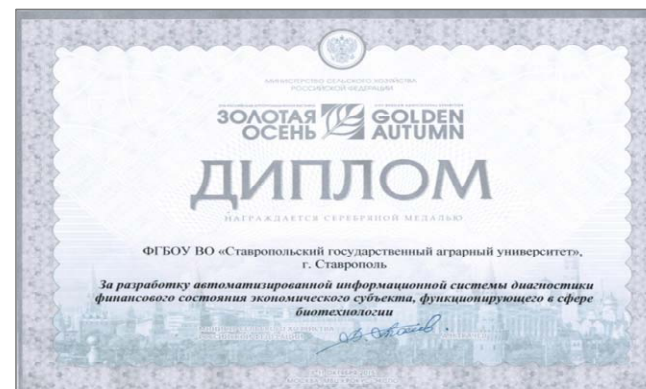 МИНИСТЕРСТВО СЕЛЬСКОГО ХОЗЯЙСТВА
РОССИЙСКОЙ ФЕДЕРАЦИИ
ЗОЛОТАЯ ОСЕНЬ
GOLDEN AUTUMN
ДИПЛОМ
НАГРАЖДАЕТСЯ СЕРЕБРЯНОЙ МЕДАЛЬЮ
ФГБОУ ВО «Ставропольский государственный аграрный университет»,
г. Ставрополь
За разработку автоматизированной информационной системы диагностики
финансового состояния экономического субъекта, функционирующего в сфере
биотехнологии